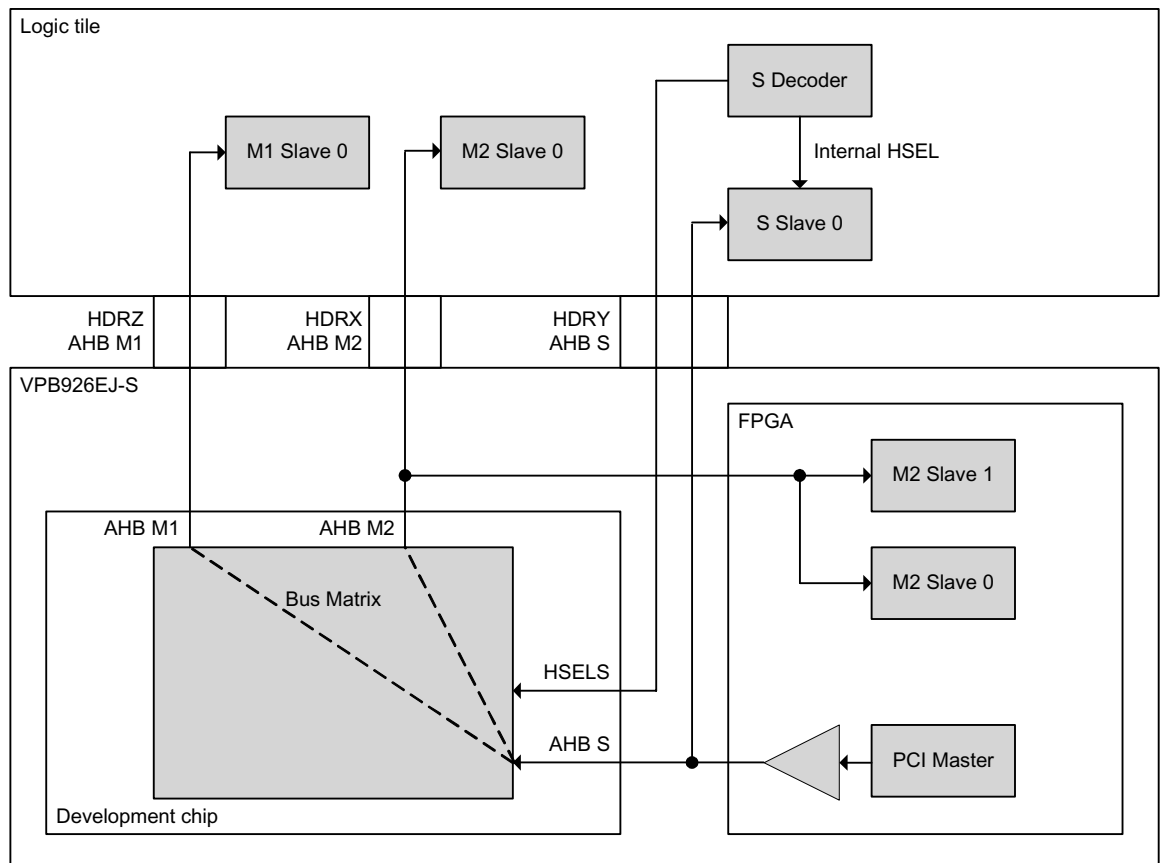 Logic tile
S Decoder
M1 Slave 0
M2 Slave 0
Internal HSEL
S Slave 0
HDRZ
AHB M1
HDRX
AHB M2
HDRY
AHB S
VPB926EJ-S
FPGA
M2 Slave 1
AHB M1
AHB M2
M2 Slave 0
Bus Matrix
HSELS
AHB S
PCI Master
Development chip